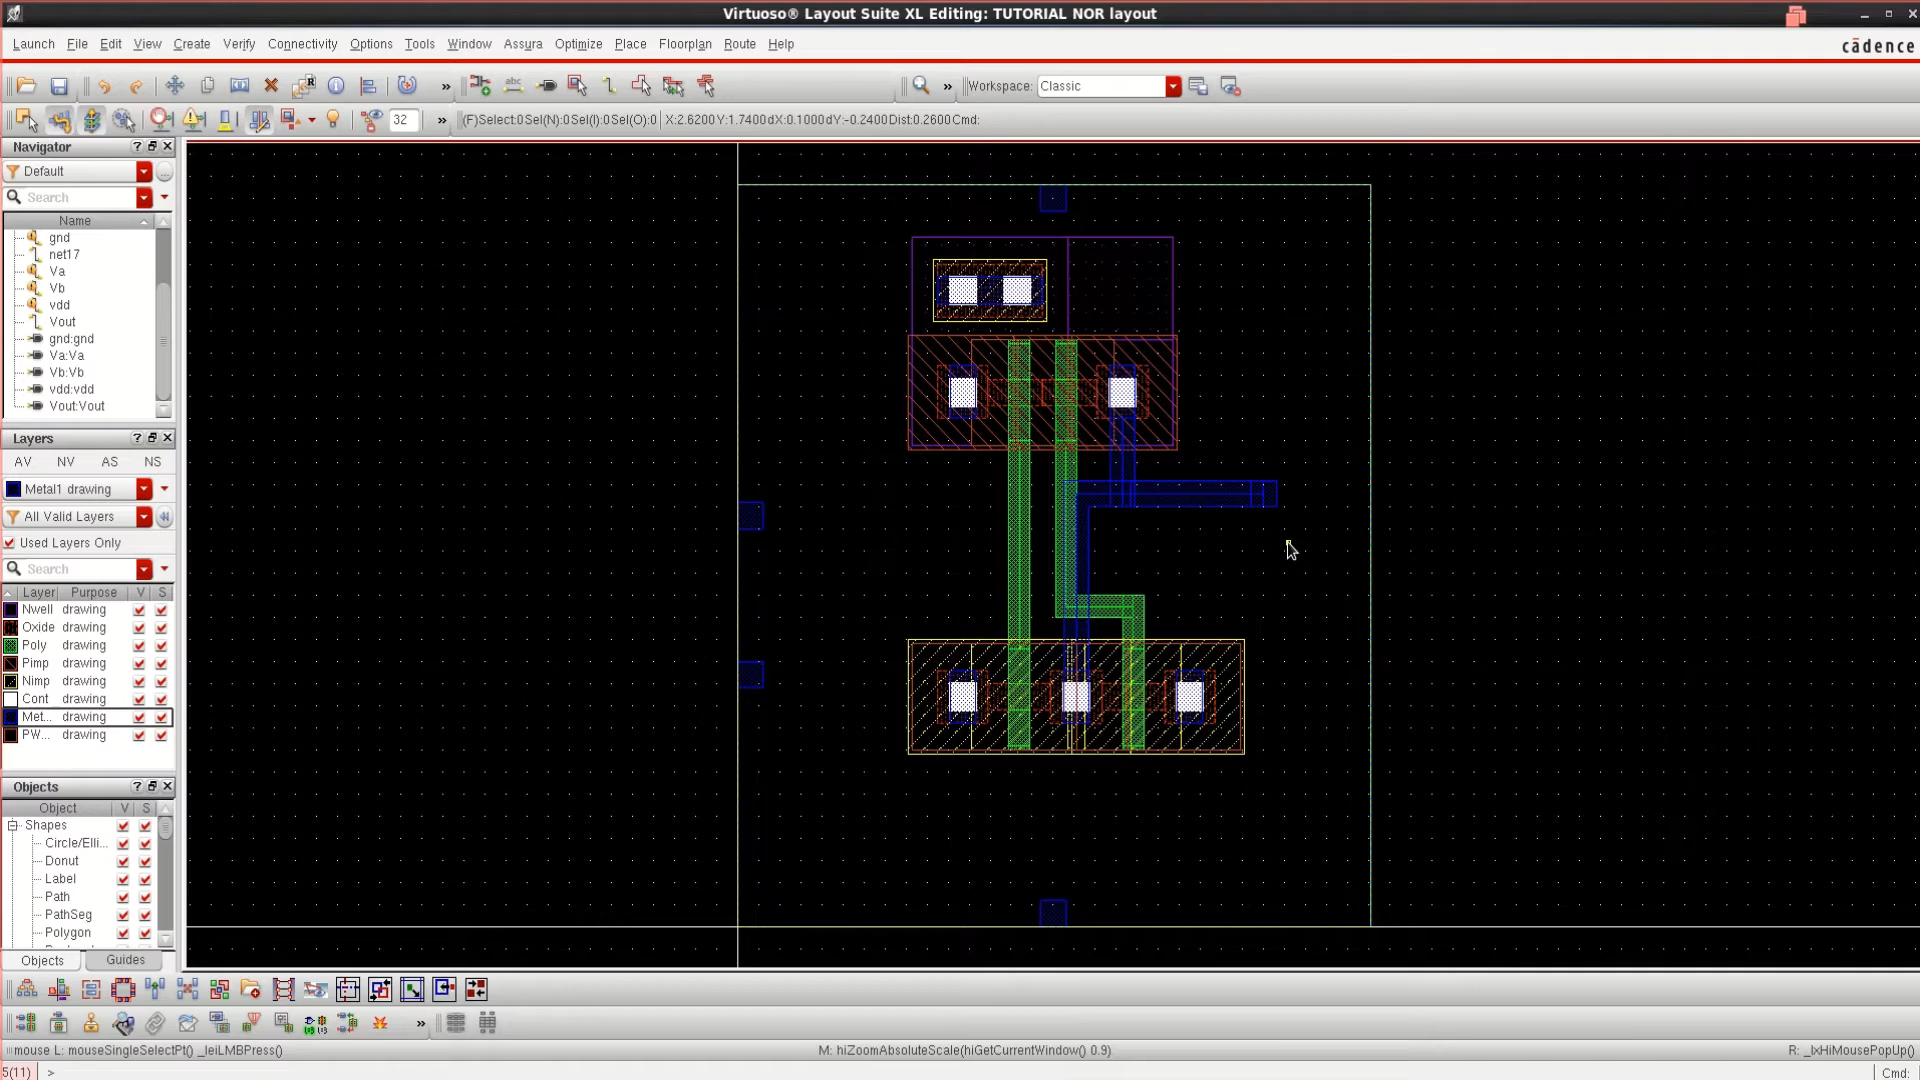 Virtuoso® Layout Suite XL Editing: TUTORIAL NOR layout
Launch File Edit View Create Verify Connectivity Options Tools Window Assura Optimize Place Floorplan Route Help
cādence
» abc » Workspace: Classic
32 » (F)Select:0 Sel(N):0 Sel(I):0 Sel(O):0 X:2.6200 Y:1.7400 dX:0.1000 dY:-0.2400 Dist:0.2600 Cmd:
Navigator
Default
Search
Name
gnd
net17
Va
Vb
vdd
Vout
gnd:gnd
Va:Va
Vb:Vb
vdd:vdd
Vout:Vout
Layers
AV NV AS NS
Metal1 drawing
All Valid Layers
Used Layers Only
Search
Layer Purpose V S
Nwell drawing
Oxide drawing
Poly drawing
Pimp drawing
Nimp drawing
Cont drawing
Met... drawing
PW... drawing
Objects
Object V S
Shapes
Circle/Elli...
Donut
Label
Path
PathSeg
Polygon
Objects Guides
»
mouse L: mouseSingleSelectPt() _leiLMBPress() M: hiZoomAbsoluteScale(hiGetCurrentWindow() 0.9) R: _lxHiMousePopUp()
5(11) > Cmd: